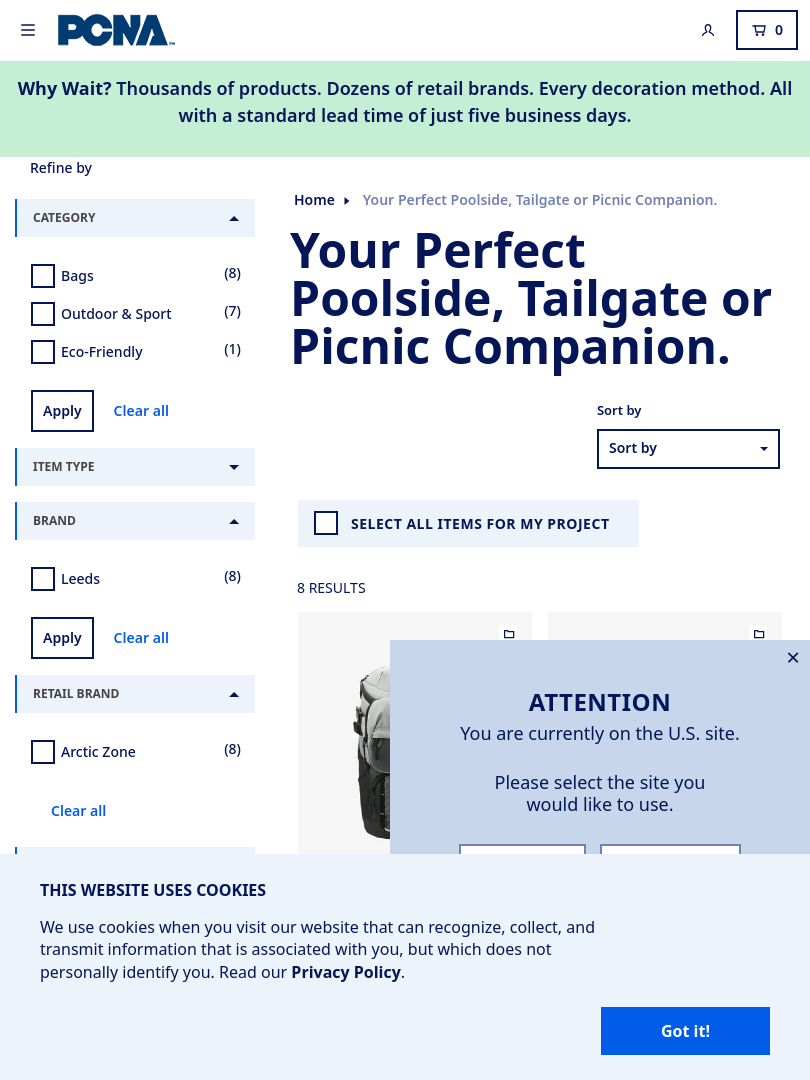 PCNA™
0
Why Wait? Thousands of products. Dozens of retail brands. Every decoration method. All
with a standard lead time of just five business days.
Refine by
CATEGORY
Bags (8)
Outdoor & Sport (7)
Eco-Friendly (1)
Apply Clear all
ITEM TYPE
BRAND
Leeds (8)
Apply Clear all
RETAIL BRAND
Arctic Zone (8)
Clear all
Home Your Perfect Poolside, Tailgate or Picnic Companion.
Your Perfect
Poolside, Tailgate or
Picnic Companion.
Sort by
Sort by
SELECT ALL ITEMS FOR MY PROJECT
8 RESULTS
ATTENTION
You are currently on the U.S. site.
Please select the site you
would like to use.
THIS WEBSITE USES COOKIES
We use cookies when you visit our website that can recognize, collect, and
transmit information that is associated with you, but which does not
personally identify you. Read our Privacy Policy.
Got it!